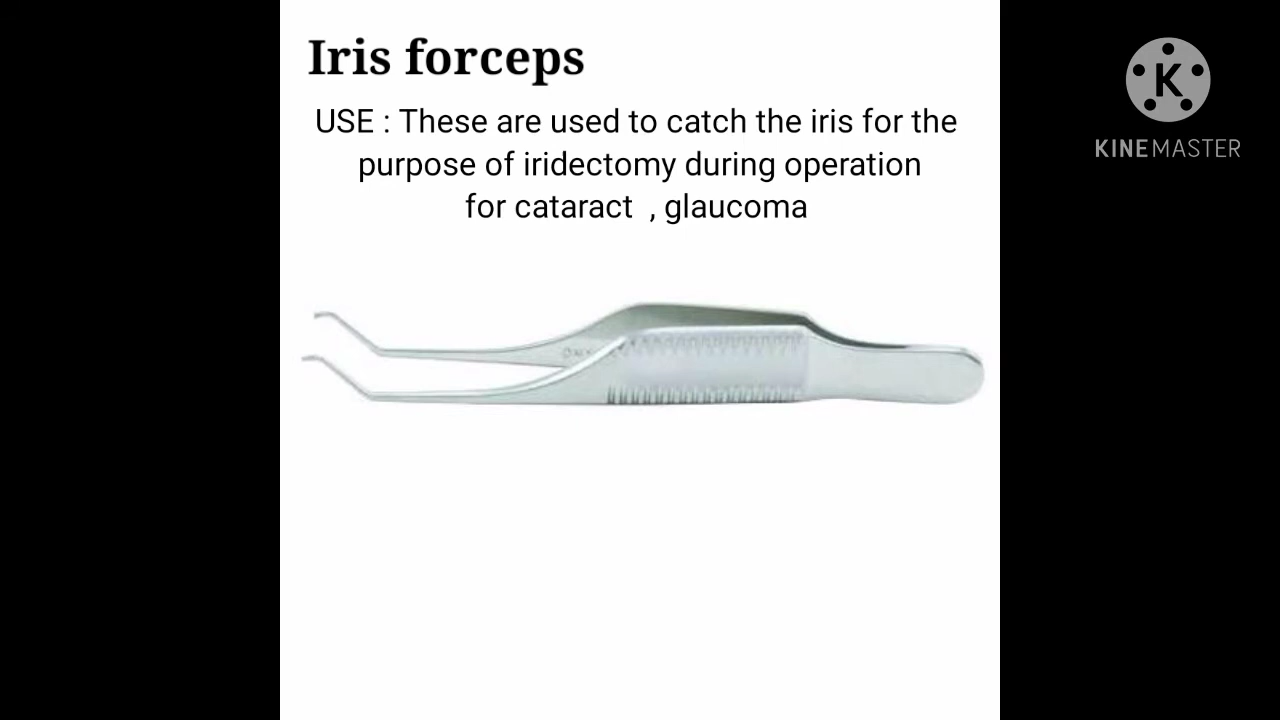 Iris forceps
USE : These are used to catch the iris for the
purpose of iridectomy during operation
for cataract , glaucoma
K
KINEMASTER